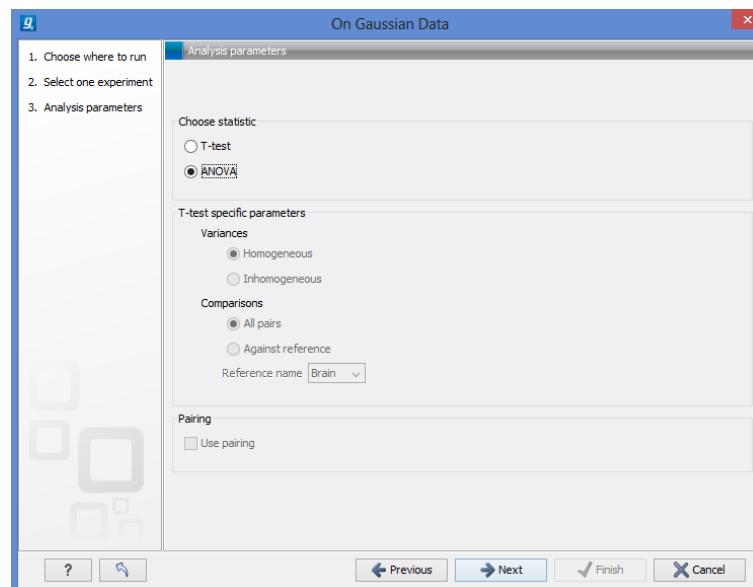 g,
On Gaussian Data
1. Choose where to run
2. Select one experiment
3. Analysis parameters
Analysis parameters
Choose statistic
T-test
ANOVA
T-test specific parameters
Variances
Homogeneous
Inhomogeneous
Comparisons
All pairs
Against reference
Reference name Brain
Pairing
Use pairing
? Previous Next Finish Cancel